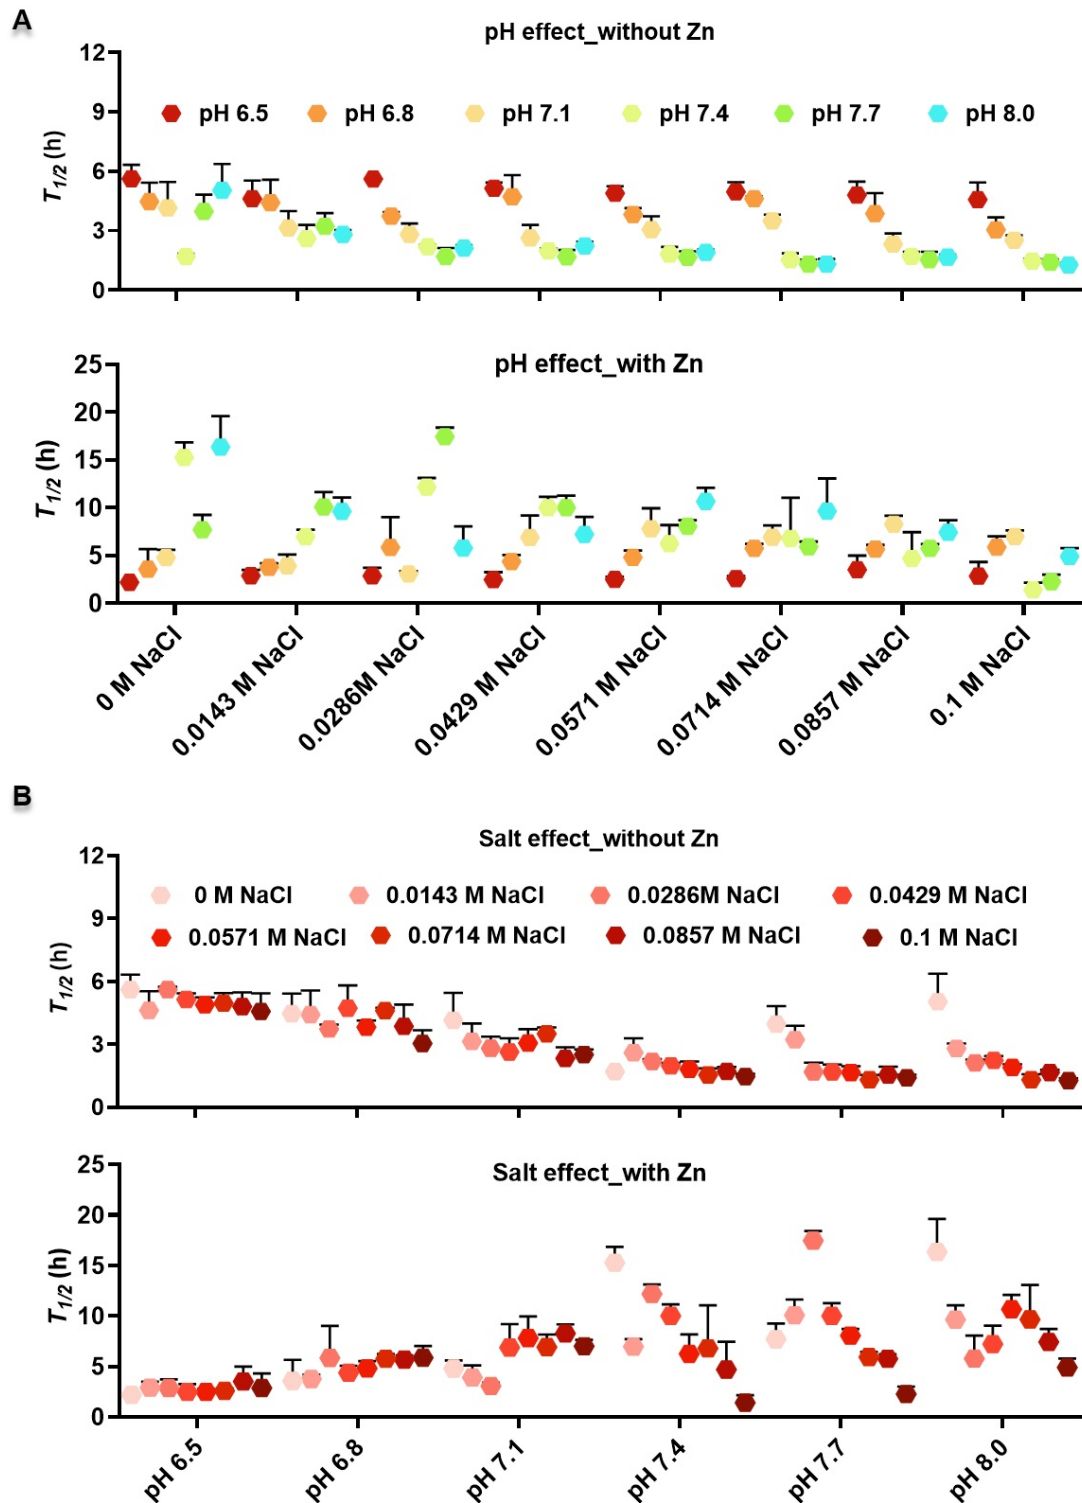 A
pH effect_without Zn
12
9
6
3
0
T1/2 (h)
pH 6.5 pH 6.8 pH 7.1 pH 7.4 pH 7.7 pH 8.0
pH effect_with Zn
25
20
15
10
5
0
T1/2 (h)
0 M NaCl
0.0143 M NaCl
0.0286M NaCl
0.0429 M NaCl
0.0571 M NaCl
0.0714 M NaCl
0.0857 M NaCl
0.1 M NaCl
B
Salt effect_without Zn
12
9
6
3
0
T1/2 (h)
0 M NaCl 0.0143 M NaCl 0.0286M NaCl 0.0429 M NaCl
0.0571 M NaCl 0.0714 M NaCl 0.0857 M NaCl 0.1 M NaCl
Salt effect_with Zn
25
20
15
10
5
0
T1/2 (h)
pH 6.5
pH 6.8
pH 7.1
pH 7.4
pH 7.7
pH 8.0